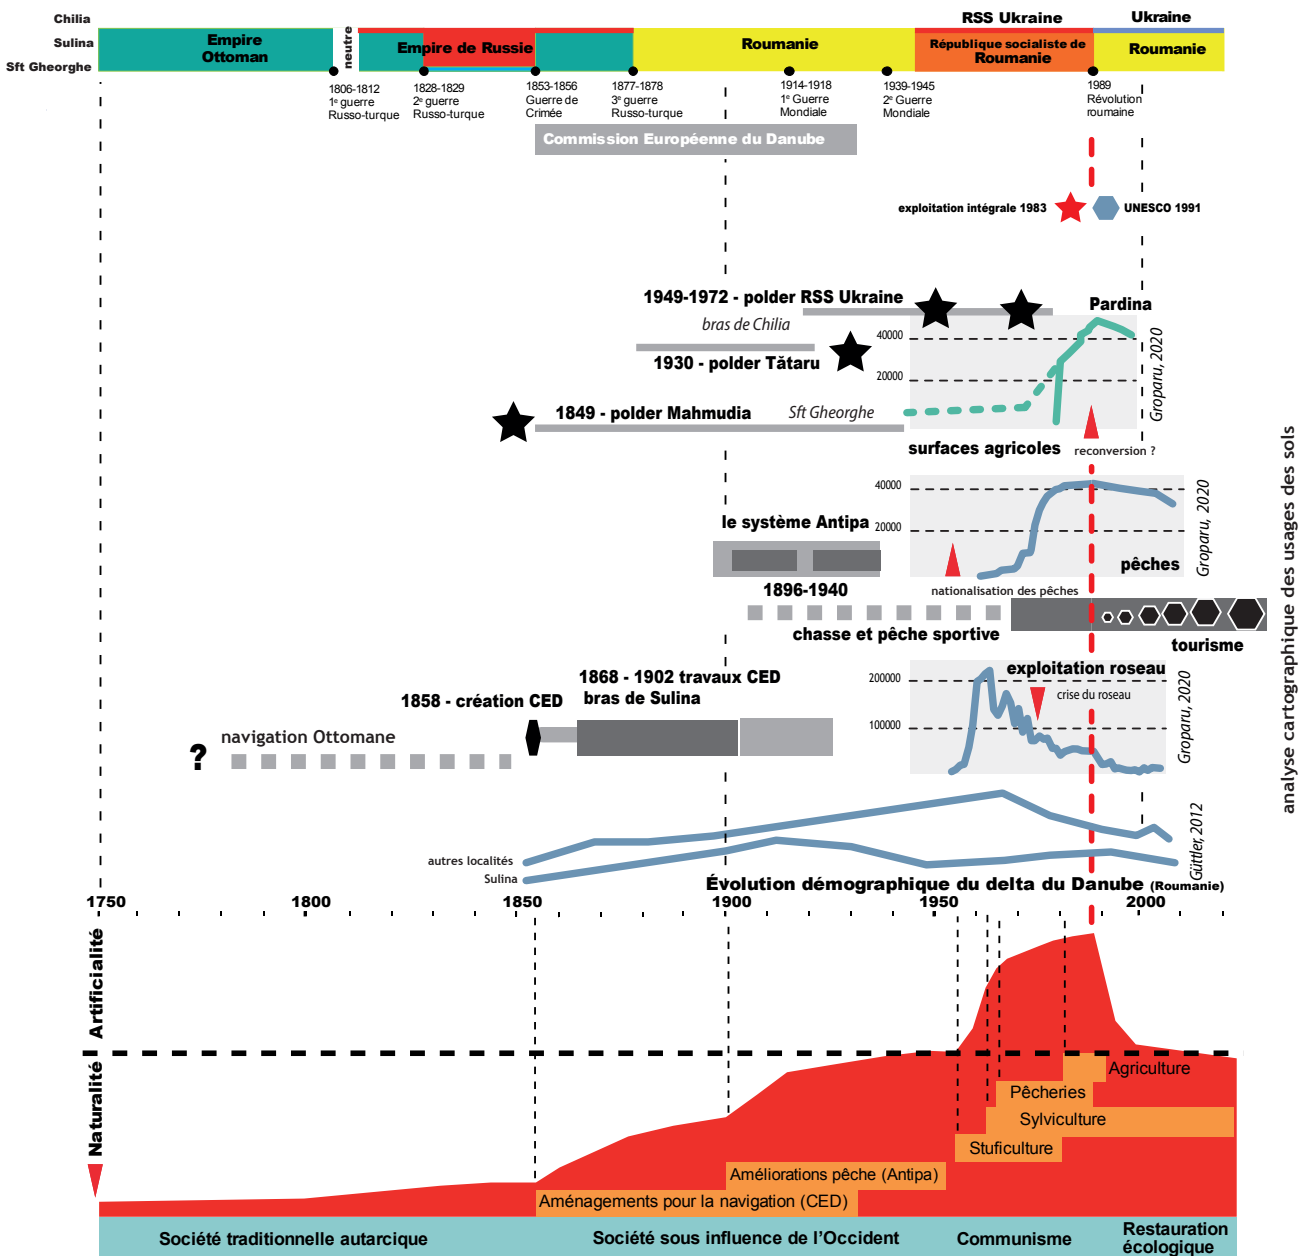 Chilia
Sulina
Sft Gheorghe
Empire
Ottoman
neutre
Empire de Russie
Roumanie
RSS Ukraine
République socialiste de
Roumanie
Ukraine
Roumanie
1806-1812
1e guerre
Russo-turque
1828-1829
2e guerre
Russo-turque
1853-1856
Guerre de
Crimée
1877-1878
3e guerre
Russo-turque
1914-1918
1e Guerre
Mondiale
1939-1945
2e Guerre
Mondiale
1989
Révolution
roumaine
Commission Européenne du Danube
exploitation intégrale 1983
UNESCO 1991
1949-1972 - polder RSS Ukraine
bras de Chilia
1930 - polder Tătaru
1849 - polder Mahmudia
Sft Gheorghe
Pardina
40000
20000
Groparu, 2020
surfaces agricoles
reconversion ?
40000
20000
pêches
Groparu, 2020
le système Antipa
1896-1940
nationalisation des pêches
chasse et pêche sportive
tourisme
exploitation roseau
crise du roseau
200000
100000
Groparu, 2020
1868 - 1902 travaux CED
bras de Sulina
1858 - création CED
?
navigation Ottomane
autres localités
Sulina
Güttler, 2012
Évolution démographique du delta du Danube (Roumanie)
analyse cartographique des usages des sols
1750
1800
1850
1900
1950
2000
Artificialité
Naturalité
Agriculture
Pêcheries
Sylviculture
Stuficulture
Améliorations pêche (Antipa)
Aménagements pour la navigation (CED)
Société traditionnelle autarcique
Société sous influence de l'Occident
Communisme
Restauration
écologique